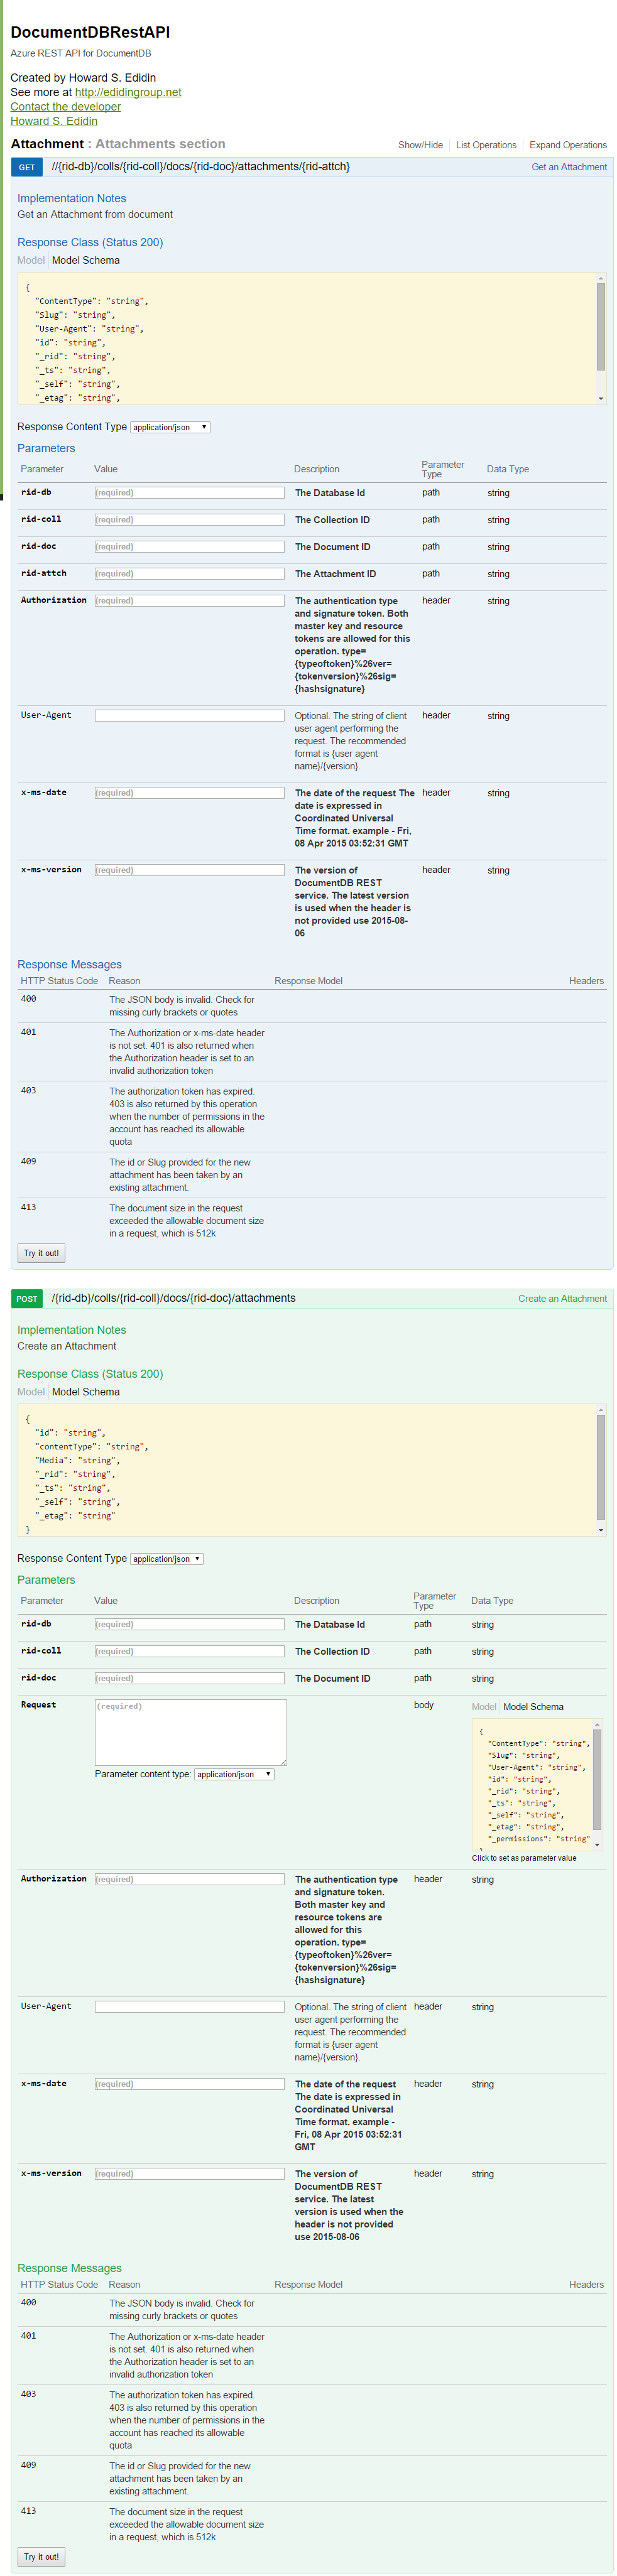 DocumentDBRestAPI
Azure REST API for DocumentDB
Created by Howard S. Edidin
See more at http://edidingroup.net
Contact the developer
Howard S. Edidin
Attachment : Attachments section Show/Hide List Operations Expand Operations
GET //{rid-db}/colls/{rid-coll}/docs/{rid-doc}/attachments/{rid-attch} Get an Attachment
Implementation Notes
Get an Attachment from document
Response Class (Status 200)
Model Model Schema
{
"ContentType": "string",
"Slug": "string",
"User-Agent": "string",
"id": "string",
"_rid": "string",
"_ts": "string",
"_self": "string",
"_etag": "string",
Response Content Type application/json
Parameters
Parameter Value Description Parameter Type Data Type
rid-db (required) The Database Id path string
rid-coll (required) The Collection ID path string
rid-doc (required) The Document ID path string
rid-attch (required) The Attachment ID path string
Authorization (required) The authentication type header string
and signature token. Both
master key and resource
tokens are allowed for this
operation. type=
{typeoftoken}%26ver=
{tokenversion}%26sig=
{hashsignature}
User-Agent Optional. The string of client header string
user agent performing the
request. The recommended
format is {user agent
name}/{version}.
x-ms-date (required) The date of the request The header string
date is expressed in
Coordinated Universal
Time format. example - Fri,
08 Apr 2015 03:52:31 GMT
x-ms-version (required) The version of header string
DocumentDB REST
service. The latest version
is used when the header is
not provided use 2015-08-
06
Response Messages
HTTP Status Code Reason Response Model Headers
400 The JSON body is invalid. Check for
missing curly brackets or quotes
401 The Authorization or x-ms-date header
is not set. 401 is also returned when
the Authorization header is set to an
invalid authorization token
403 The authorization token has expired.
403 is also returned by this operation
when the number of permissions in the
account has reached its allowable
quota
409 The id or Slug provided for the new
attachment has been taken by an
existing attachment.
413 The document size in the request
exceeded the allowable document size
in a request, which is 512k
Try it out!
POST //{rid-db}/colls/{rid-coll}/docs/{rid-doc}/attachments Create an Attachment
Implementation Notes
Create an Attachment
Response Class (Status 200)
Model Model Schema
{
"id": "string",
"contentType": "string",
"Media": "string",
"_rid": "string",
"_ts": "string",
"_self": "string",
"_etag": "string"
}
Response Content Type application/json
Parameters
Parameter Value Description Parameter Type Data Type
rid-db (required) The Database Id path string
rid-coll (required) The Collection ID path string
rid-doc (required) The Document ID path string
Request (required) body Model Model Schema
{
"ContentType": "string",
"Slug": "string",
"User-Agent": "string",
"id": "string",
"_rid": "string",
"_ts": "string",
"_self": "string",
"_etag": "string",
"_permissions": "string"
}
Parameter content type: application/json
Click to set as parameter value
Authorization (required) The authentication type header string
and signature token.
Both master key and
resource tokens are
allowed for this
operation. type=
{typeoftoken}%26ver=
{tokenversion}%26sig=
{hashsignature}
User-Agent Optional. The string of client header string
user agent performing the
request. The recommended
format is {user agent
name}/{version}.
x-ms-date (required) The date of the request header string
The date is expressed in
Coordinated Universal
Time format. example -
Fri, 08 Apr 2015 03:52:31
GMT
x-ms-version (required) The version of header string
DocumentDB REST
service. The latest
version is used when the
header is not provided
use 2015-08-06
Response Messages
HTTP Status Code Reason Response Model Headers
400 The JSON body is invalid. Check for
missing curly brackets or quotes
401 The Authorization or x-ms-date header
is not set. 401 is also returned when
the Authorization header is set to an
invalid authorization token
403 The authorization token has expired.
403 is also returned by this operation
when the number of permissions in the
account has reached its allowable
quota
409 The id or Slug provided for the new
attachment has been taken by an
existing attachment.
413 The document size in the request
exceeded the allowable document size
in a request, which is 512k
Try it out!